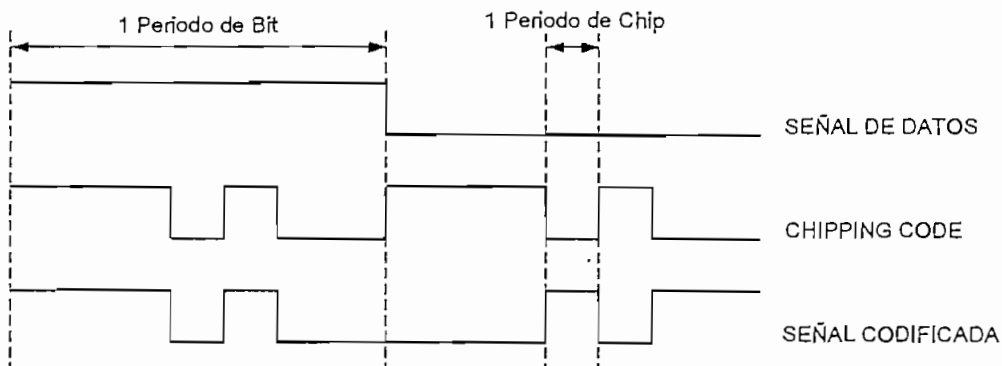 1 Periodo de Bit
1 Periodo de Chip
SEÑAL DE DATOS
CHIPPING CODE
SEÑAL CODIFICADA